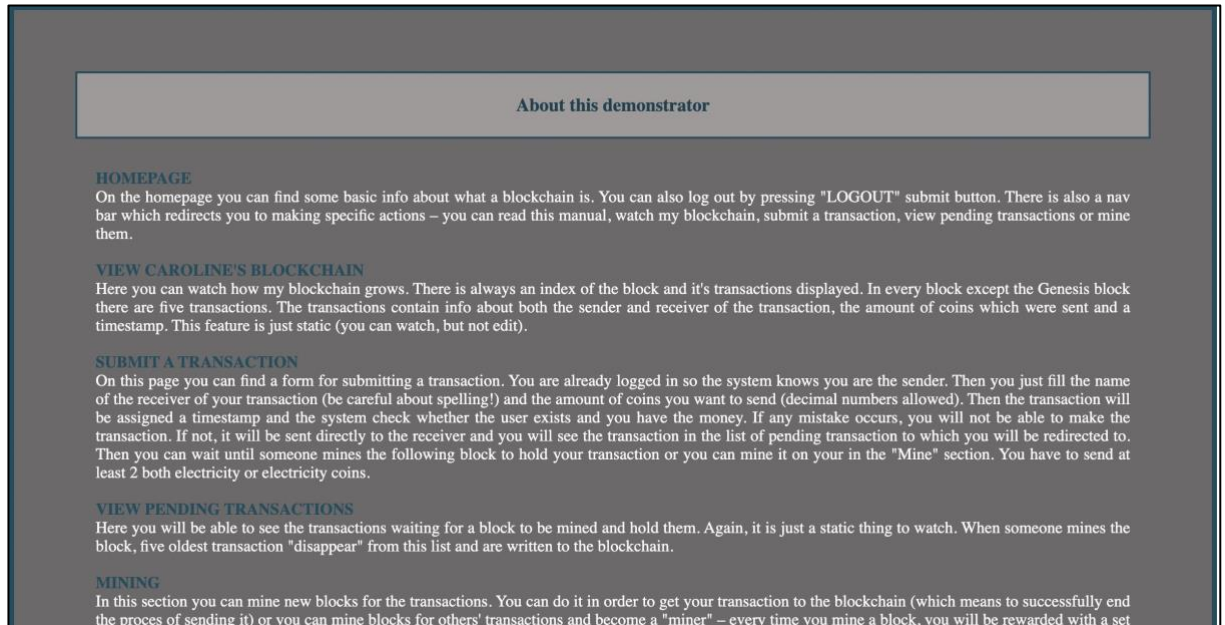 About this demonstrator
HOMEPAGE
On the homepage you can find some basic info about what a blockchain is. You can also log out by pressing "LOGOUT" submit button. There is also a nav
bar which redirects you to making specific actions – you can read this manual, watch my blockchain, submit a transaction, view pending transactions or mine
them.
VIEW CAROLINE'S BLOCKCHAIN
Here you can watch how my blockchain grows. There is always an index of the block and it's transactions displayed. In every block except the Genesis block
there are five transactions. The transactions contain info about both the sender and receiver of the transaction, the amount of coins which were sent and a
timestamp. This feature is just static (you can watch, but not edit).
SUBMIT A TRANSACTION
On this page you can find a form for submitting a transaction. You are already logged in so the system knows you are the sender. Then you just fill the name
of the receiver of your transaction (be careful about spelling!) and the amount of coins you want to send (decimal numbers allowed). Then the transaction will
be assigned a timestamp and the system check whether the user exists and you have the money. If any mistake occurs, you will not be able to make the
transaction. If not, it will be sent directly to the receiver and you will see the transaction in the list of pending transaction to which you will be redirected to.
Then you can wait until someone mines the following block to hold your transaction or you can mine it on your in the "Mine" section. You have to send at
least 2 both electricity or electricity coins.
VIEW PENDING TRANSACTIONS
Here you will be able to see the transactions waiting for a block to be mined and hold them. Again, it is just a static thing to watch. When someone mines the
block, five oldest transaction "disappear" from this list and are written to the blockchain.
MINING
In this section you can mine new blocks for the transactions. You can do it in order to get your transaction to the blockchain (which means to successfully end
the proces of sending it) or you can mine blocks for others' transactions and become a "miner" – every time you mine a block, you will be rewarded with a set